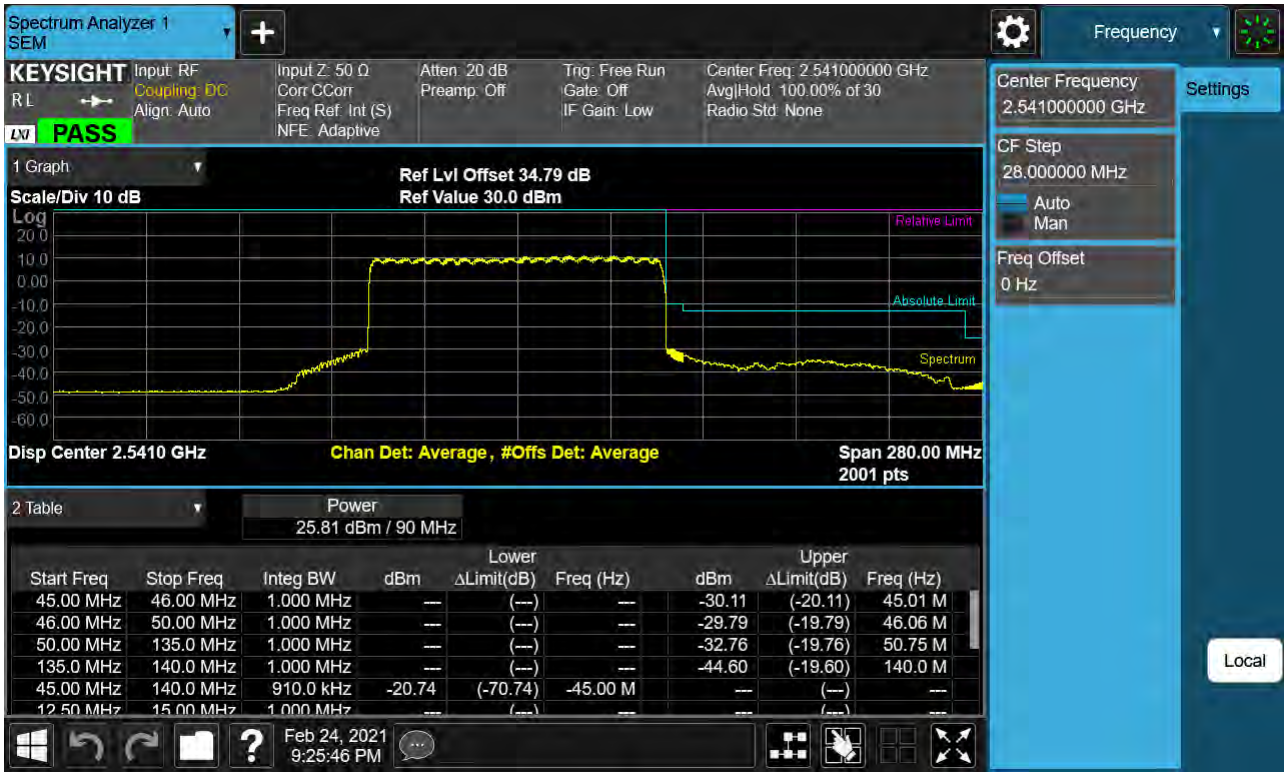 Spectrum Analyzer 1
SEM
Frequency
KEYSIGHT
R L
LXI PASS
Input: RF
Coupling: DC
Align: Auto
Input Z: 50 Ω
Corr CCorr
Freq Ref: Int (S)
NFE: Adaptive
Atten: 20 dB
Preamp: Off
Trig: Free Run
Gate: Off
IF Gain: Low
Center Freq: 2.541000000 GHz
Avg|Hold: 100.00% of 30
Radio Std: None
Center Frequency
2.541000000 GHz
Settings
CF Step
28.000000 MHz
Auto
Man
Freq Offset
0 Hz
Local
1 Graph
Scale/Div 10 dB
Ref Lvl Offset 34.79 dB
Ref Value 30.0 dBm
Log
20.0
10.0
0.00
-10.0
-20.0
-30.0
-40.0
-50.0
-60.0
Relative Limit
Absolute Limit
Spectrum
Disp Center 2.5410 GHz
Chan Det: Average, #Offs Det: Average
Span 280.00 MHz
2001 pts
2 Table
Power
25.81 dBm / 90 MHz
Lower Upper
Start Freq Stop Freq Integ BW dBm ΔLimit(dB) Freq (Hz) dBm ΔLimit(dB) Freq (Hz)
45.00 MHz 46.00 MHz 1.000 MHz --- (---) --- -30.11 (-20.11) 45.01 M
46.00 MHz 50.00 MHz 1.000 MHz --- (---) --- -29.79 (-19.79) 46.06 M
50.00 MHz 135.0 MHz 1.000 MHz --- (---) --- -32.76 (-19.76) 50.75 M
135.0 MHz 140.0 MHz 1.000 MHz --- (---) --- -44.60 (-19.60) 140.0 M
45.00 MHz 140.0 MHz 910.0 kHz -20.74 (-70.74) -45.00 M --- (---) ---
12.50 MHz 15.00 MHz 1.000 MHz --- (---) --- --- (---) ---
Feb 24, 2021
9:25:46 PM